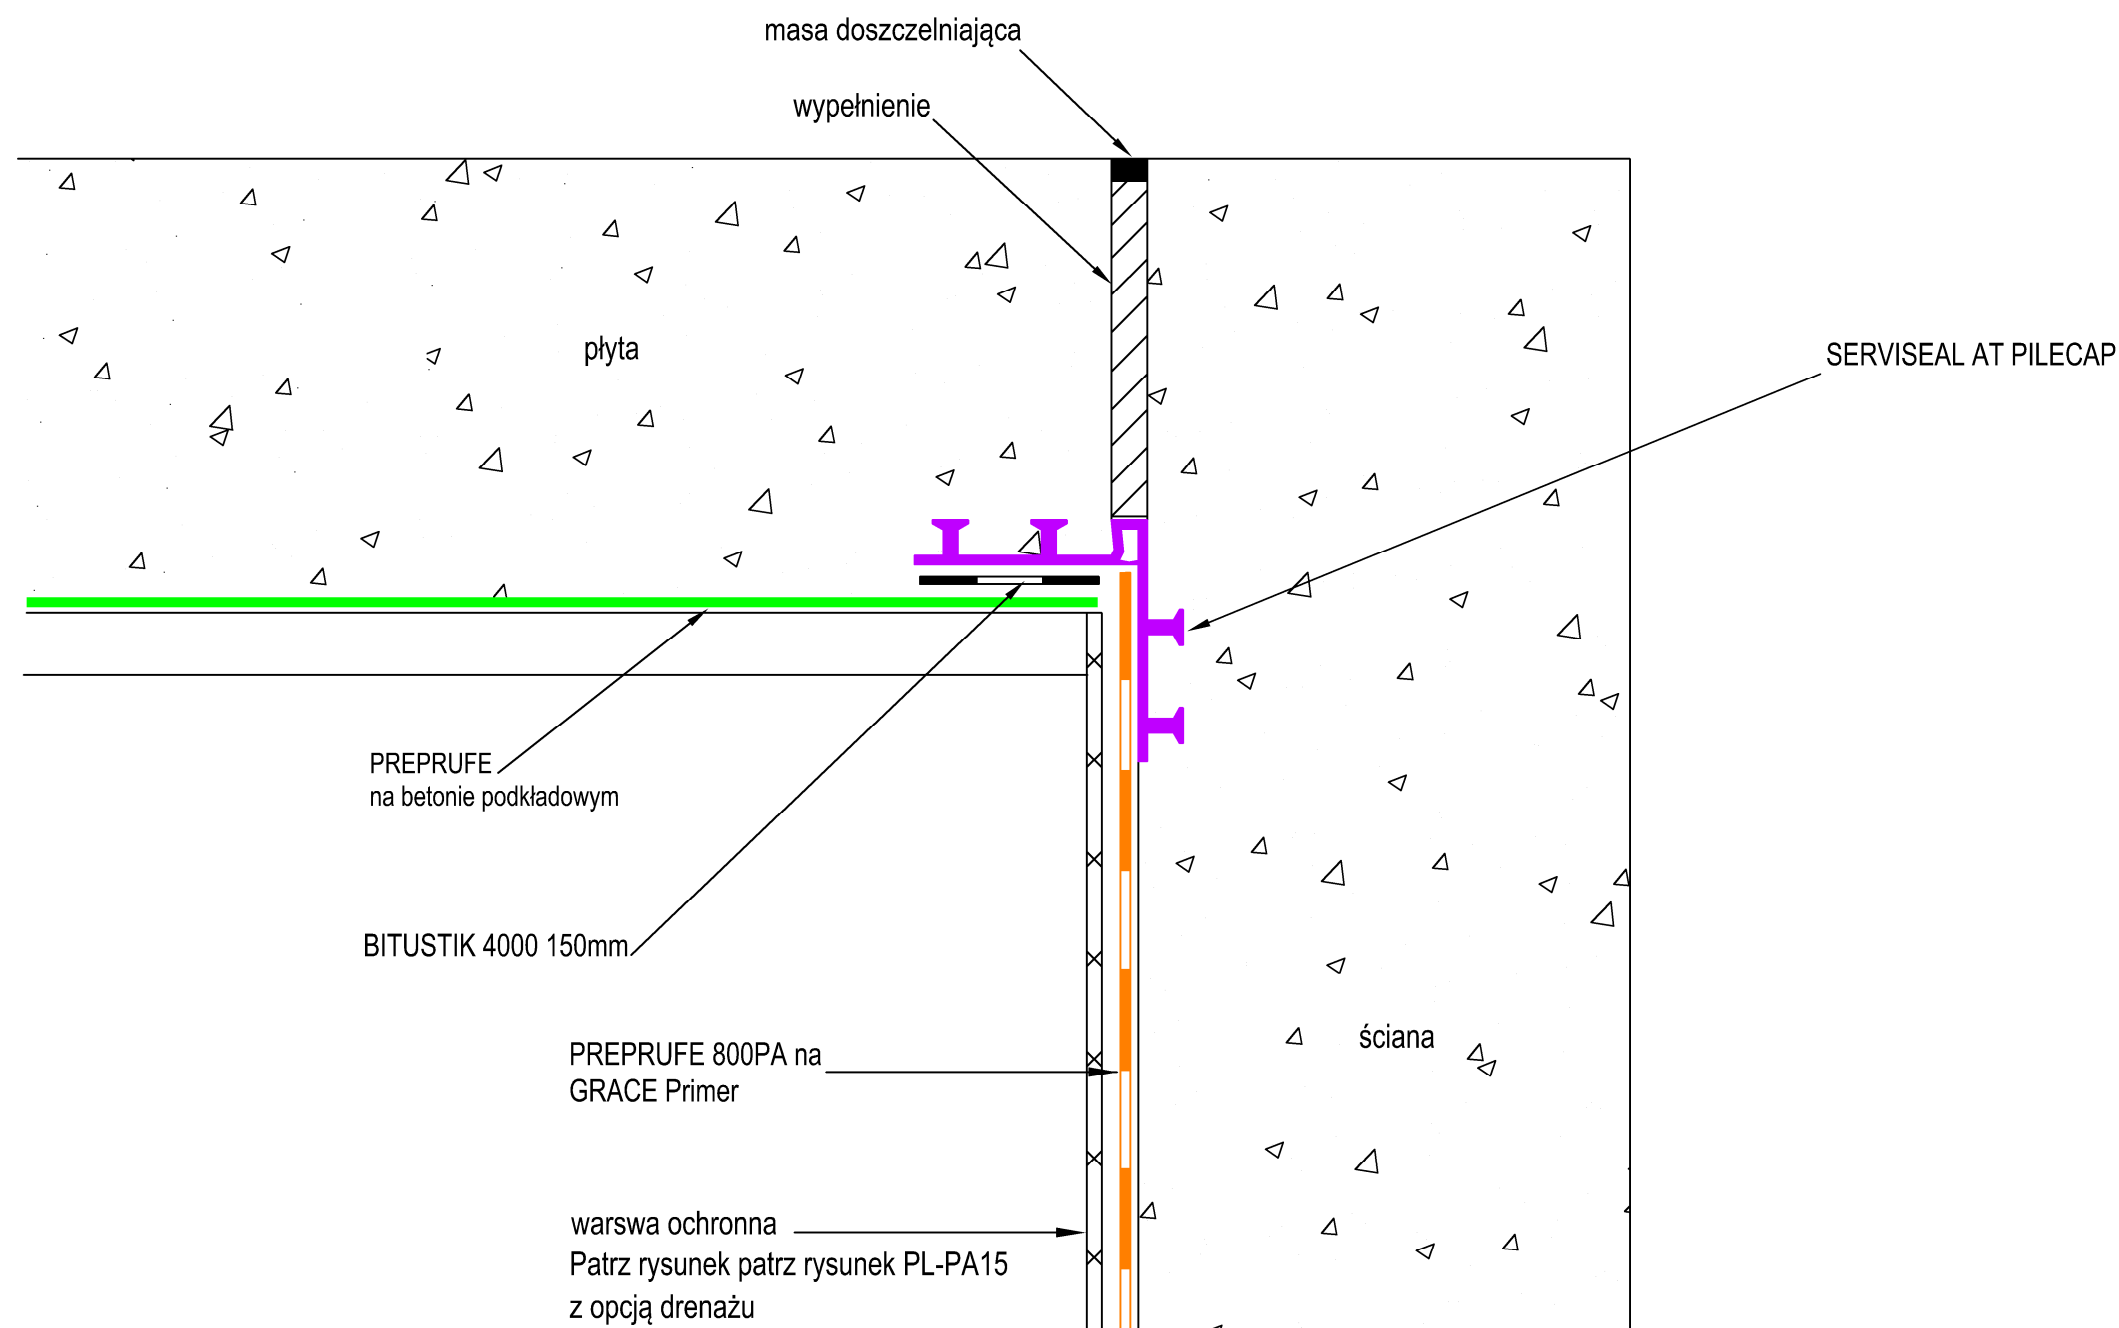 masa doszczelniająca
wypełnienie
płyta
SERVISEAL AT PILECAP
PREPRUFE
na betonie podkładowym
BITUSTIK 4000 150mm
PREPRUFE 800PA na
GRACE Primer
ściana
warswa ochronna
Patrz rysunek patrz rysunek PL-PA15
z opcją drenażu